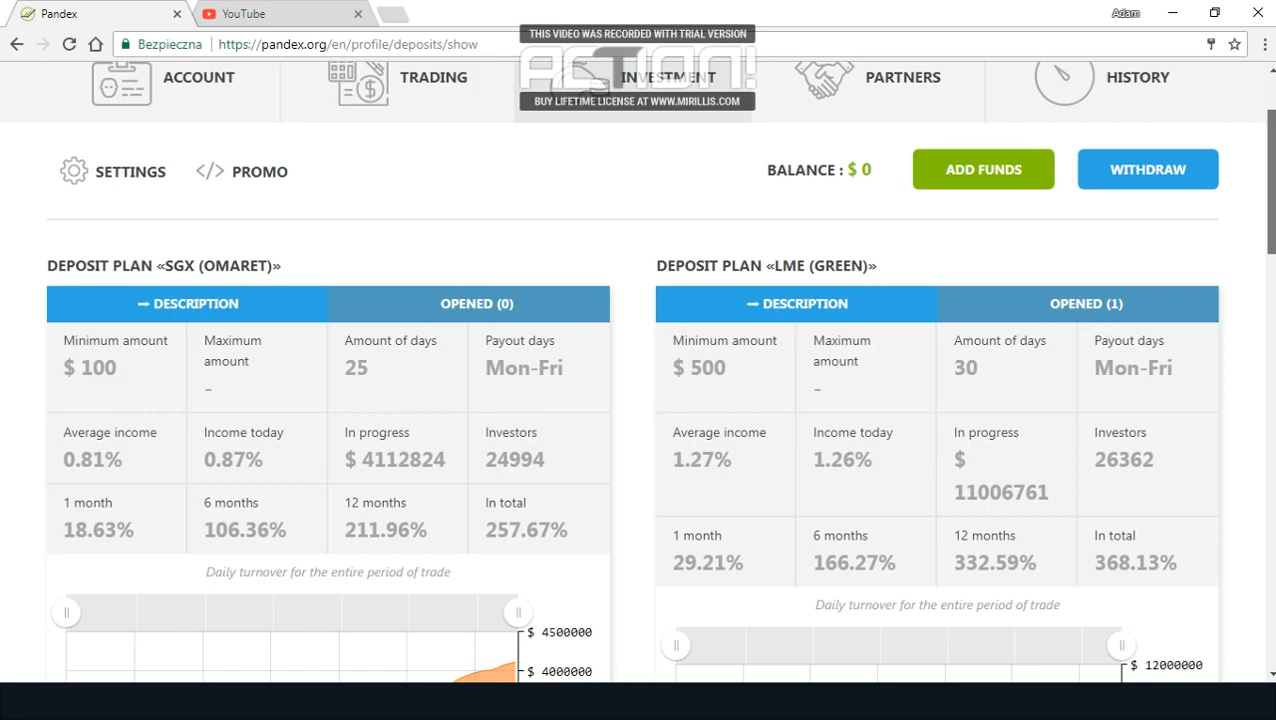 Pandex
YouTube
Adam
Bezpieczna
https://pandex.org/en/profile/deposits/show
THIS VIDEO WAS RECORDED WITH TRIAL VERSION
ACTION!
BUY LIFETIME LICENSE AT WWW.MIRILLIS.COM
ACCOUNT
TRADING
INVESTMENT
PARTNERS
HISTORY
SETTINGS
</> PROMO
BALANCE : $ 0
ADD FUNDS
WITHDRAW
DEPOSIT PLAN «SGX (OMARET)»
→ DESCRIPTION
OPENED (0)
Minimum amount
$ 100
Maximum
amount
-
Amount of days
25
Payout days
Mon-Fri
Average income
0.81%
Income today
0.87%
In progress
$ 4112824
Investors
24994
1 month
18.63%
6 months
106.36%
12 months
211.96%
In total
257.67%
Daily turnover for the entire period of trade
$ 4500000
$ 4000000
DEPOSIT PLAN «LME (GREEN)»
→ DESCRIPTION
OPENED (1)
Minimum amount
$ 500
Maximum
amount
-
Amount of days
30
Payout days
Mon-Fri
Average income
1.27%
Income today
1.26%
In progress
$
11006761
Investors
26362
1 month
29.21%
6 months
166.27%
12 months
332.59%
In total
368.13%
Daily turnover for the entire period of trade
$ 12000000